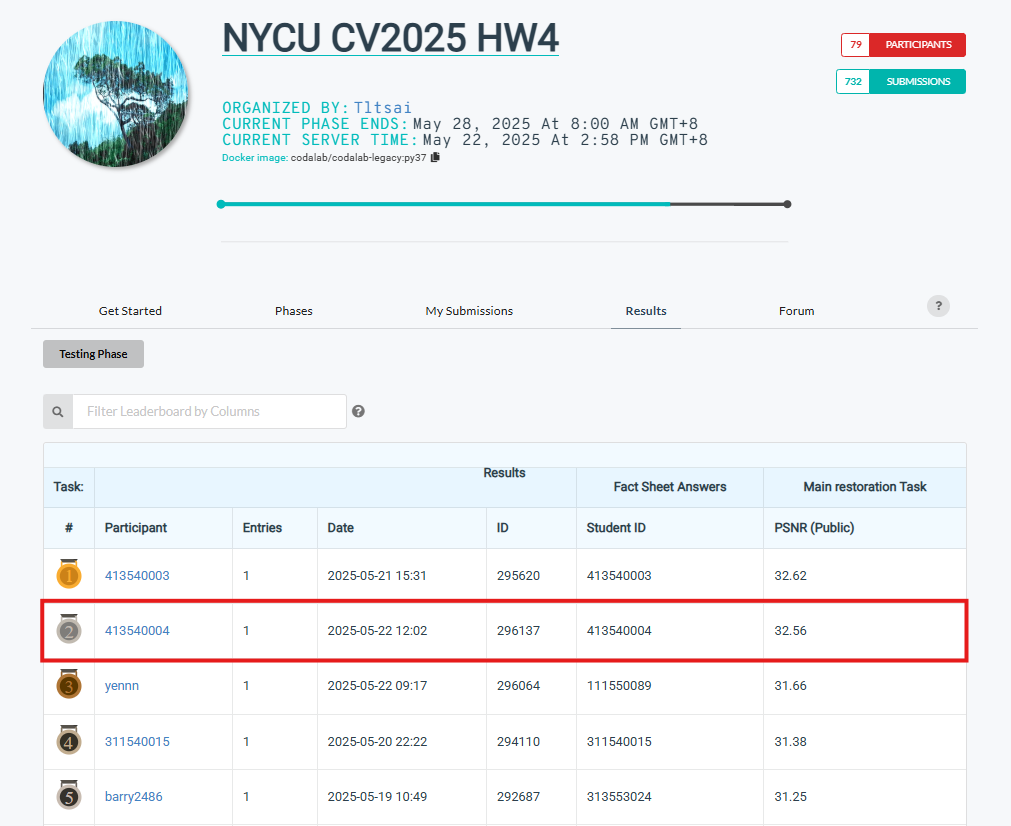 NYCU CV2025 HW4
79 PARTICIPANTS
732 SUBMISSIONS
ORGANIZED BY: Tltsai
CURRENT PHASE ENDS: May 28, 2025 At 8:00 AM GMT+8
CURRENT SERVER TIME: May 22, 2025 At 2:58 PM GMT+8
Docker image: codalab/codalab-legacy:py37
Get Started Phases My Submissions Results Forum ?
Testing Phase
Filter Leaderboard by Columns ?
Results
Task: Fact Sheet Answers Main restoration Task
# Participant Entries Date ID Student ID PSNR (Public)
1 413540003 1 2025-05-21 15:31 295620 413540003 32.62
2 413540004 1 2025-05-22 12:02 296137 413540004 32.56
3 yennn 1 2025-05-22 09:17 296064 111550089 31.66
4 311540015 1 2025-05-20 22:22 294110 311540015 31.38
5 barry2486 1 2025-05-19 10:49 292687 313553024 31.25